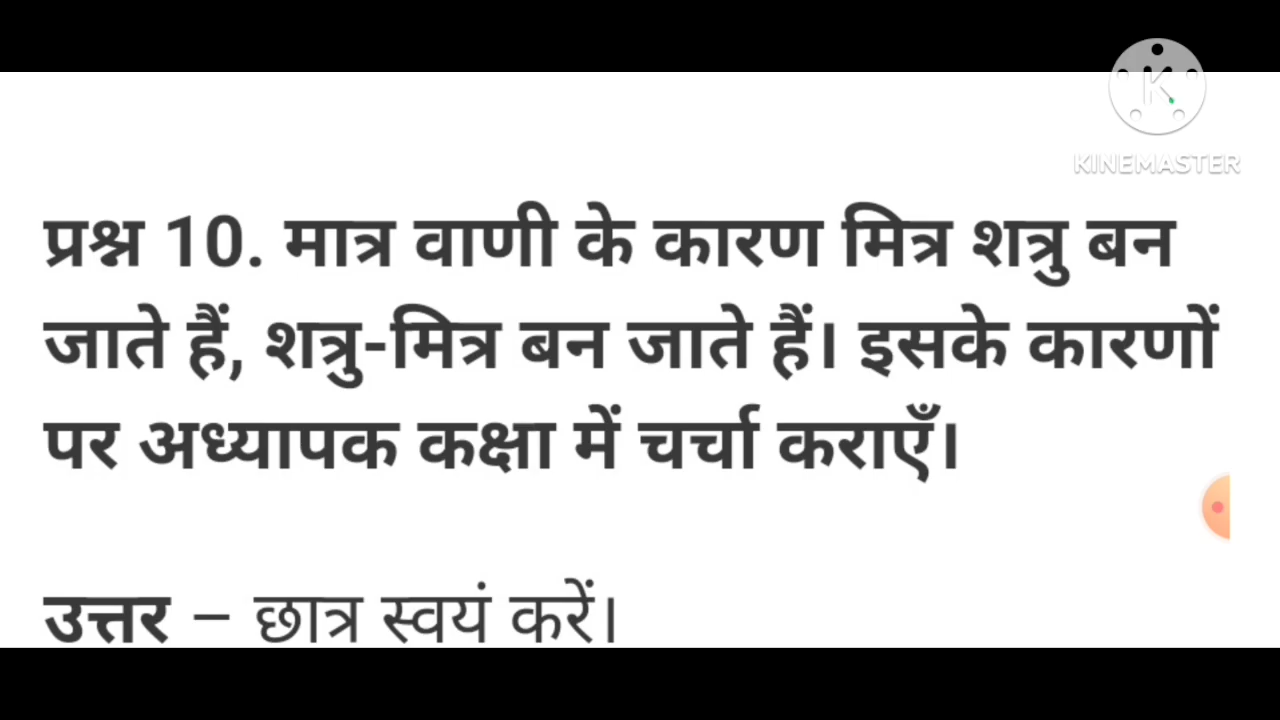 KINEMASTER
प्रश्न 10. मात्र वाणी के कारण मित्र शत्रु बन
जाते हैं, शत्रु-मित्र बन जाते हैं। इसके कारणों
पर अध्यापक कक्षा में चर्चा कराएँ।
उत्तर – छात्र स्वयं करें।